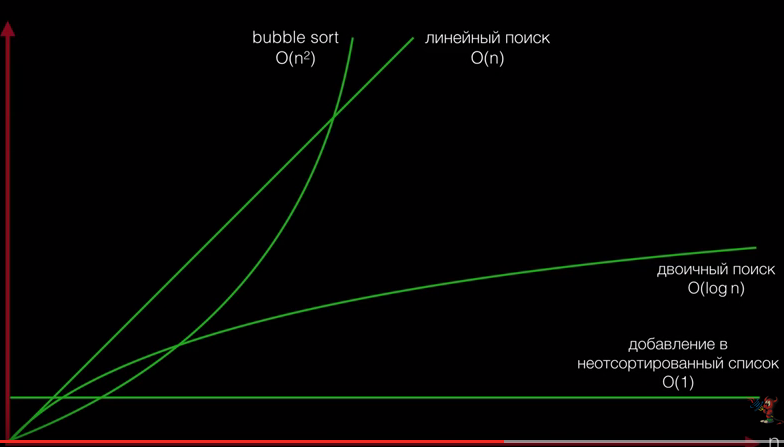 bubble sort
O(n²)
линейный поиск
O(n)
двоичный поиск
O(log n)
добавление в
неотсортированный список
O(1)
n